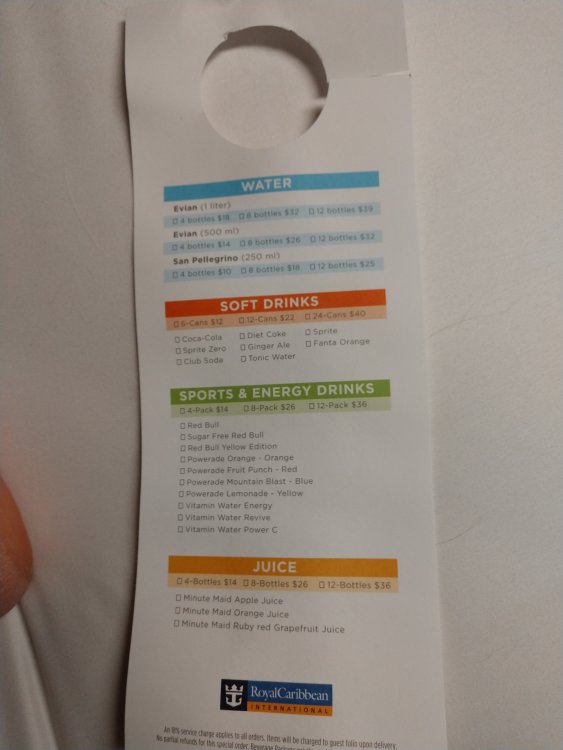 WATER
Evian (1 liter)
4 bottles $18 8 bottles $32 12 bottles $39
Evian (500 ml)
4 bottles $14 8 bottles $26 12 bottles $32
San Pellegrino (250 ml)
4 bottles $10 8 bottles $18 12 bottles $25
SOFT DRINKS
6-Cans $12 12-Cans $22 24-Cans $40
Coca-Cola Diet Coke Sprite
Sprite Zero Ginger Ale Fanta Orange
Club Soda Tonic Water
SPORTS & ENERGY DRINKS
4-Pack $14 8-Pack $26 12-Pack $36
Red Bull
Sugar Free Red Bull
Red Bull Yellow Edition
Powerade Orange - Orange
Powerade Fruit Punch - Red
Powerade Mountain Blast - Blue
Powerade Lemonade - Yellow
Vitamin Water Energy
Vitamin Water Revive
Vitamin Water Power C
JUICE
4-Bottles $14 8-Bottles $26 12-Bottles $36
Minute Maid Apple Juice
Minute Maid Orange Juice
Minute Maid Ruby red Grapefruit Juice
RoyalCaribbean
INTERNATIONAL
An 18% service charge applies to all orders. Items will be charged to guest folio upon delivery.
No partial refunds for this special order. Beverage